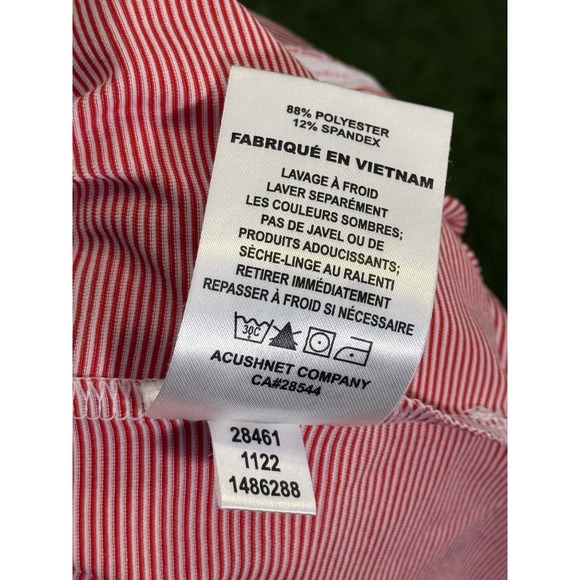 88% POLYESTER
12% SPANDEX
FABRIQUÉ EN VIETNAM
LAVAGE À FROID
LAVER SEPARÉMENT
LES COULEURS SOMBRES;
PAS DE JAVEL OU DE
PRODUITS ADOUCISSANTS;
SÈCHE-LINGE AU RALENTI
RETIRER IMMÉDIATEMENT
REPASSER À FROID SI NÉCESSAIRE
30C
ACUSHNET COMPANY
CA#28544
28461
1122
1486288